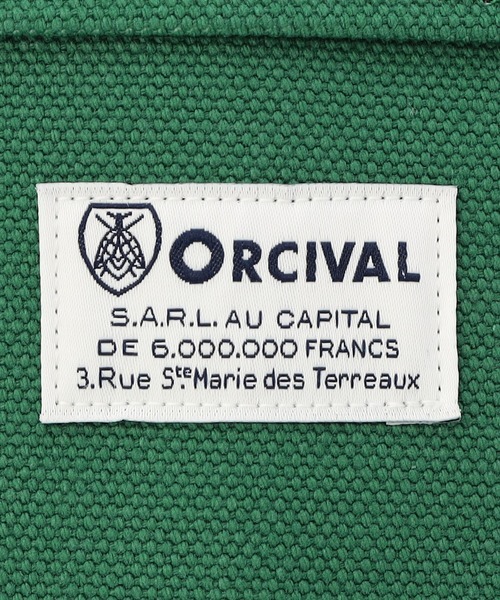 ORCIVAL
S.A.R.L. AU CAPITAL
DE 6.000.000 FRANCS
3.Rue Ste Marie des Terreaux